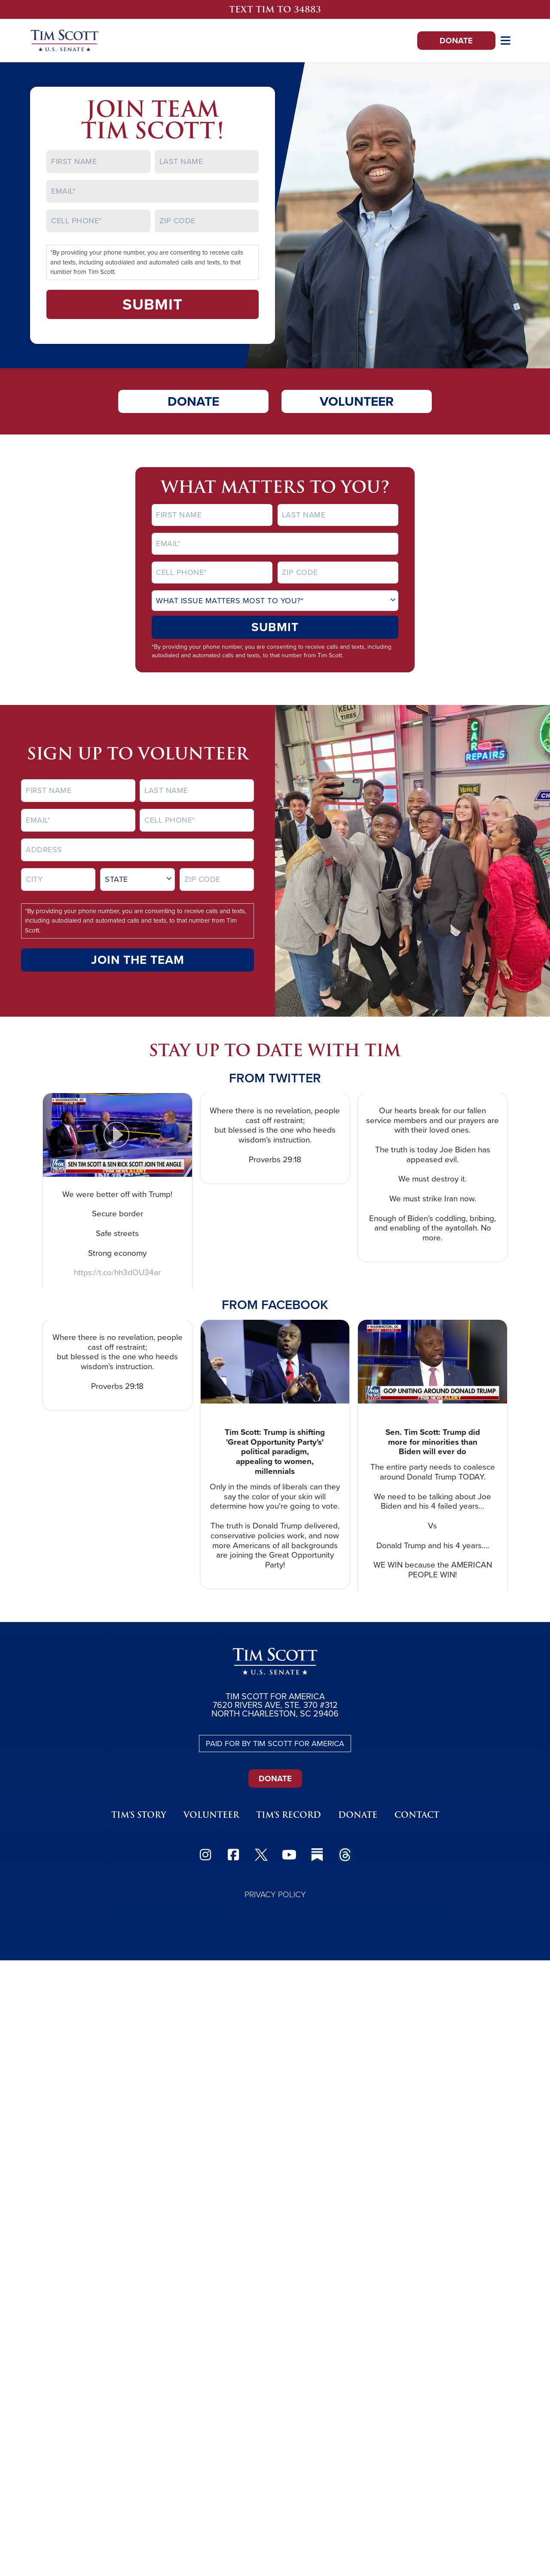 TEXT TIM TO 34883
TIM SCOTT
U.S. SENATE
DONATE
JOIN TEAM
TIM SCOTT!
FIRST NAME
LAST NAME
EMAIL*
CELL PHONE*
ZIP CODE
*By providing your phone number, you are consenting to receive calls
and texts, including autodialed and automated calls and texts, to that
number from Tim Scott.
SUBMIT
DONATE
VOLUNTEER
WHAT MATTERS TO YOU?
FIRST NAME
LAST NAME
EMAIL*
CELL PHONE*
ZIP CODE
WHAT ISSUE MATTERS MOST TO YOU?*
SUBMIT
*By providing your phone number, you are consenting to receive calls and texts, including
autodialed and automated calls and texts, to that number from Tim Scott.
KELLY
TIRES
CAR
REPAIRS
VALVOLINE
SIGN UP TO VOLUNTEER
FIRST NAME
LAST NAME
EMAIL*
CELL PHONE*
ADDRESS
CITY
STATE
ZIP CODE
*By providing your phone number, you are consenting to receive calls and texts,
including autodialed and automated calls and texts, to that number from Tim
Scott.
JOIN THE TEAM
STAY UP TO DATE WITH TIM
FROM TWITTER
WASHINGTON, DC
SEN TIM SCOTT & SEN RICK SCOTT JOIN THE ANGLE
FOX NEWS ALERT
We were better off with Trump!
Secure border
Safe streets
Strong economy
https://t.co/hh3dOU34ar
Where there is no revelation, people
cast off restraint;
but blessed is the one who heeds
wisdom's instruction.
Proverbs 29:18
Our hearts break for our fallen
service members and our prayers are
with their loved ones.
The truth is today Joe Biden has
appeased evil.
We must destroy it.
We must strike Iran now.
Enough of Biden's coddling, bribing,
and enabling of the ayatollah. No
more.
FROM FACEBOOK
Where there is no revelation, people
cast off restraint;
but blessed is the one who heeds
wisdom's instruction.
Proverbs 29:18
Tim Scott: Trump is shifting
'Great Opportunity Party's'
political paradigm,
appealing to women,
millennials
Only in the minds of liberals can they
say the color of your skin will
determine how you're going to vote.
The truth is Donald Trump delivered,
conservative policies work, and now
more Americans of all backgrounds
are joining the Great Opportunity
Party!
WASHINGTON, DC
GOP UNITING AROUND DONALD TRUMP
FOX NEWS ALERT
Sen. Tim Scott: Trump did
more for minorities than
Biden will ever do
The entire party needs to coalesce
around Donald Trump TODAY.
We need to be talking about Joe
Biden and his 4 failed years...
Vs
Donald Trump and his 4 years....
WE WIN because the AMERICAN
PEOPLE WIN!
TIM SCOTT
U.S. SENATE
TIM SCOTT FOR AMERICA
7620 RIVERS AVE, STE. 370 #312
NORTH CHARLESTON, SC 29406
PAID FOR BY TIM SCOTT FOR AMERICA
DONATE
TIM'S STORY
VOLUNTEER
TIM'S RECORD
DONATE
CONTACT
PRIVACY POLICY